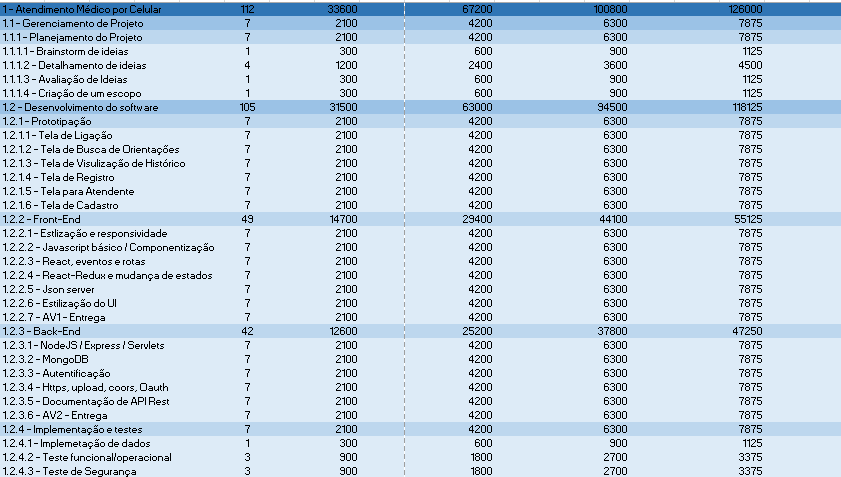 1 - Atendimento Médico por Celular 112 33600 67200 100800 126000
1.1 - Gerenciamento de Projeto 7 2100 4200 6300 7875
1.1.1 - Planejamento do Projeto 7 2100 4200 6300 7875
1.1.1.1 - Brainstorm de ideias 1 300 600 900 1125
1.1.1.2 - Detalhamento de ideias 4 1200 2400 3600 4500
1.1.1.3 - Avaliação de Ideias 1 300 600 900 1125
1.1.1.4 - Criação de um escopo 1 300 600 900 1125
1.2 - Desenvolvimento do software 105 31500 63000 94500 118125
1.2.1 - Prototipação 7 2100 4200 6300 7875
1.2.1.1 - Tela de Ligação 7 2100 4200 6300 7875
1.2.1.2 - Tela de Busca de Orientações 7 2100 4200 6300 7875
1.2.1.3 - Tela de Visulização de Histórico 7 2100 4200 6300 7875
1.2.1.4 - Tela de Registro 7 2100 4200 6300 7875
1.2.1.5 - Tela para Atendente 7 2100 4200 6300 7875
1.2.1.6 - Tela de Cadastro 7 2100 4200 6300 7875
1.2.2 - Front-End 49 14700 29400 44100 55125
1.2.2.1 - Estlização e responsividade 7 2100 4200 6300 7875
1.2.2.2 - Javascript básico / Componentização 7 2100 4200 6300 7875
1.2.2.3 - React, eventos e rotas 7 2100 4200 6300 7875
1.2.2.4 - React-Redux e mudança de estados 7 2100 4200 6300 7875
1.2.2.5 - Json server 7 2100 4200 6300 7875
1.2.2.6 - Estilização do UI 7 2100 4200 6300 7875
1.2.2.7 - AV1 - Entrega 7 2100 4200 6300 7875
1.2.3 - Back-End 42 12600 25200 37800 47250
1.2.3.1 - NodeJS / Express / Servlets 7 2100 4200 6300 7875
1.2.3.2 - MongoDB 7 2100 4200 6300 7875
1.2.3.3 - Autentificação 7 2100 4200 6300 7875
1.2.3.4 - Https, upload, coors, Oauth 7 2100 4200 6300 7875
1.2.3.5 - Documentação de API Rest 7 2100 4200 6300 7875
1.2.3.6 - AV2 - Entrega 7 2100 4200 6300 7875
1.2.4 - Implementação e testes 7 2100 4200 6300 7875
1.2.4.1 - Implemetação de dados 1 300 600 900 1125
1.2.4.2 - Teste funcional/operacional 3 900 1800 2700 3375
1.2.4.3 - Teste de Segurança 3 900 1800 2700 3375